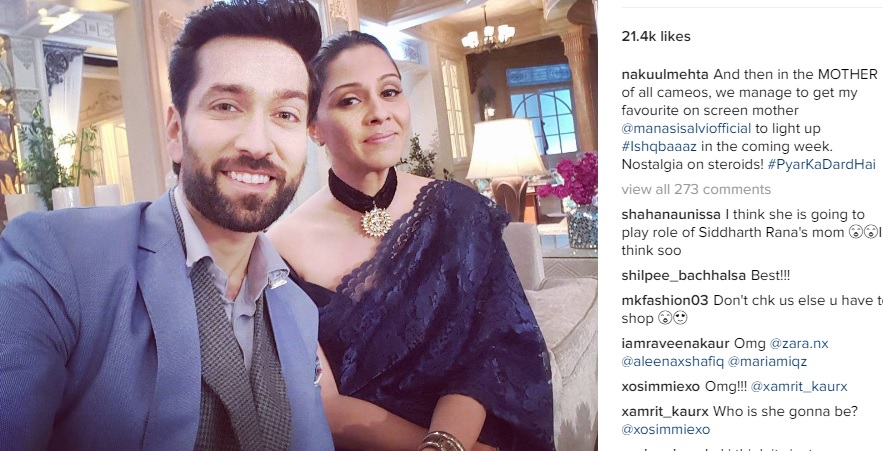 21.4k likes
nakuulmehta And then in the MOTHER
of all cameos, we manage to get my
favourite on screen mother
@manasisalviofficial to light up
#Ishqbaaaz in the coming week.
Nostalgia on steroids! #PyarKaDardHai
view all 273 comments
shahanaunissa I think she is going to
play role of Siddharth Rana's mom 😮😮I
think soo
shilpee_bachhalsa Best!!!
mkfashion03 Don't chk us else u have to
shop 😮😍
iamraveenakaur Omg @zara.nx
@aleenaxshafiq @mariamiqz
xosimmiexo Omg!!! @xamrit_kaurx
xamrit_kaurx Who is she gonna be?
@xosimmiexo